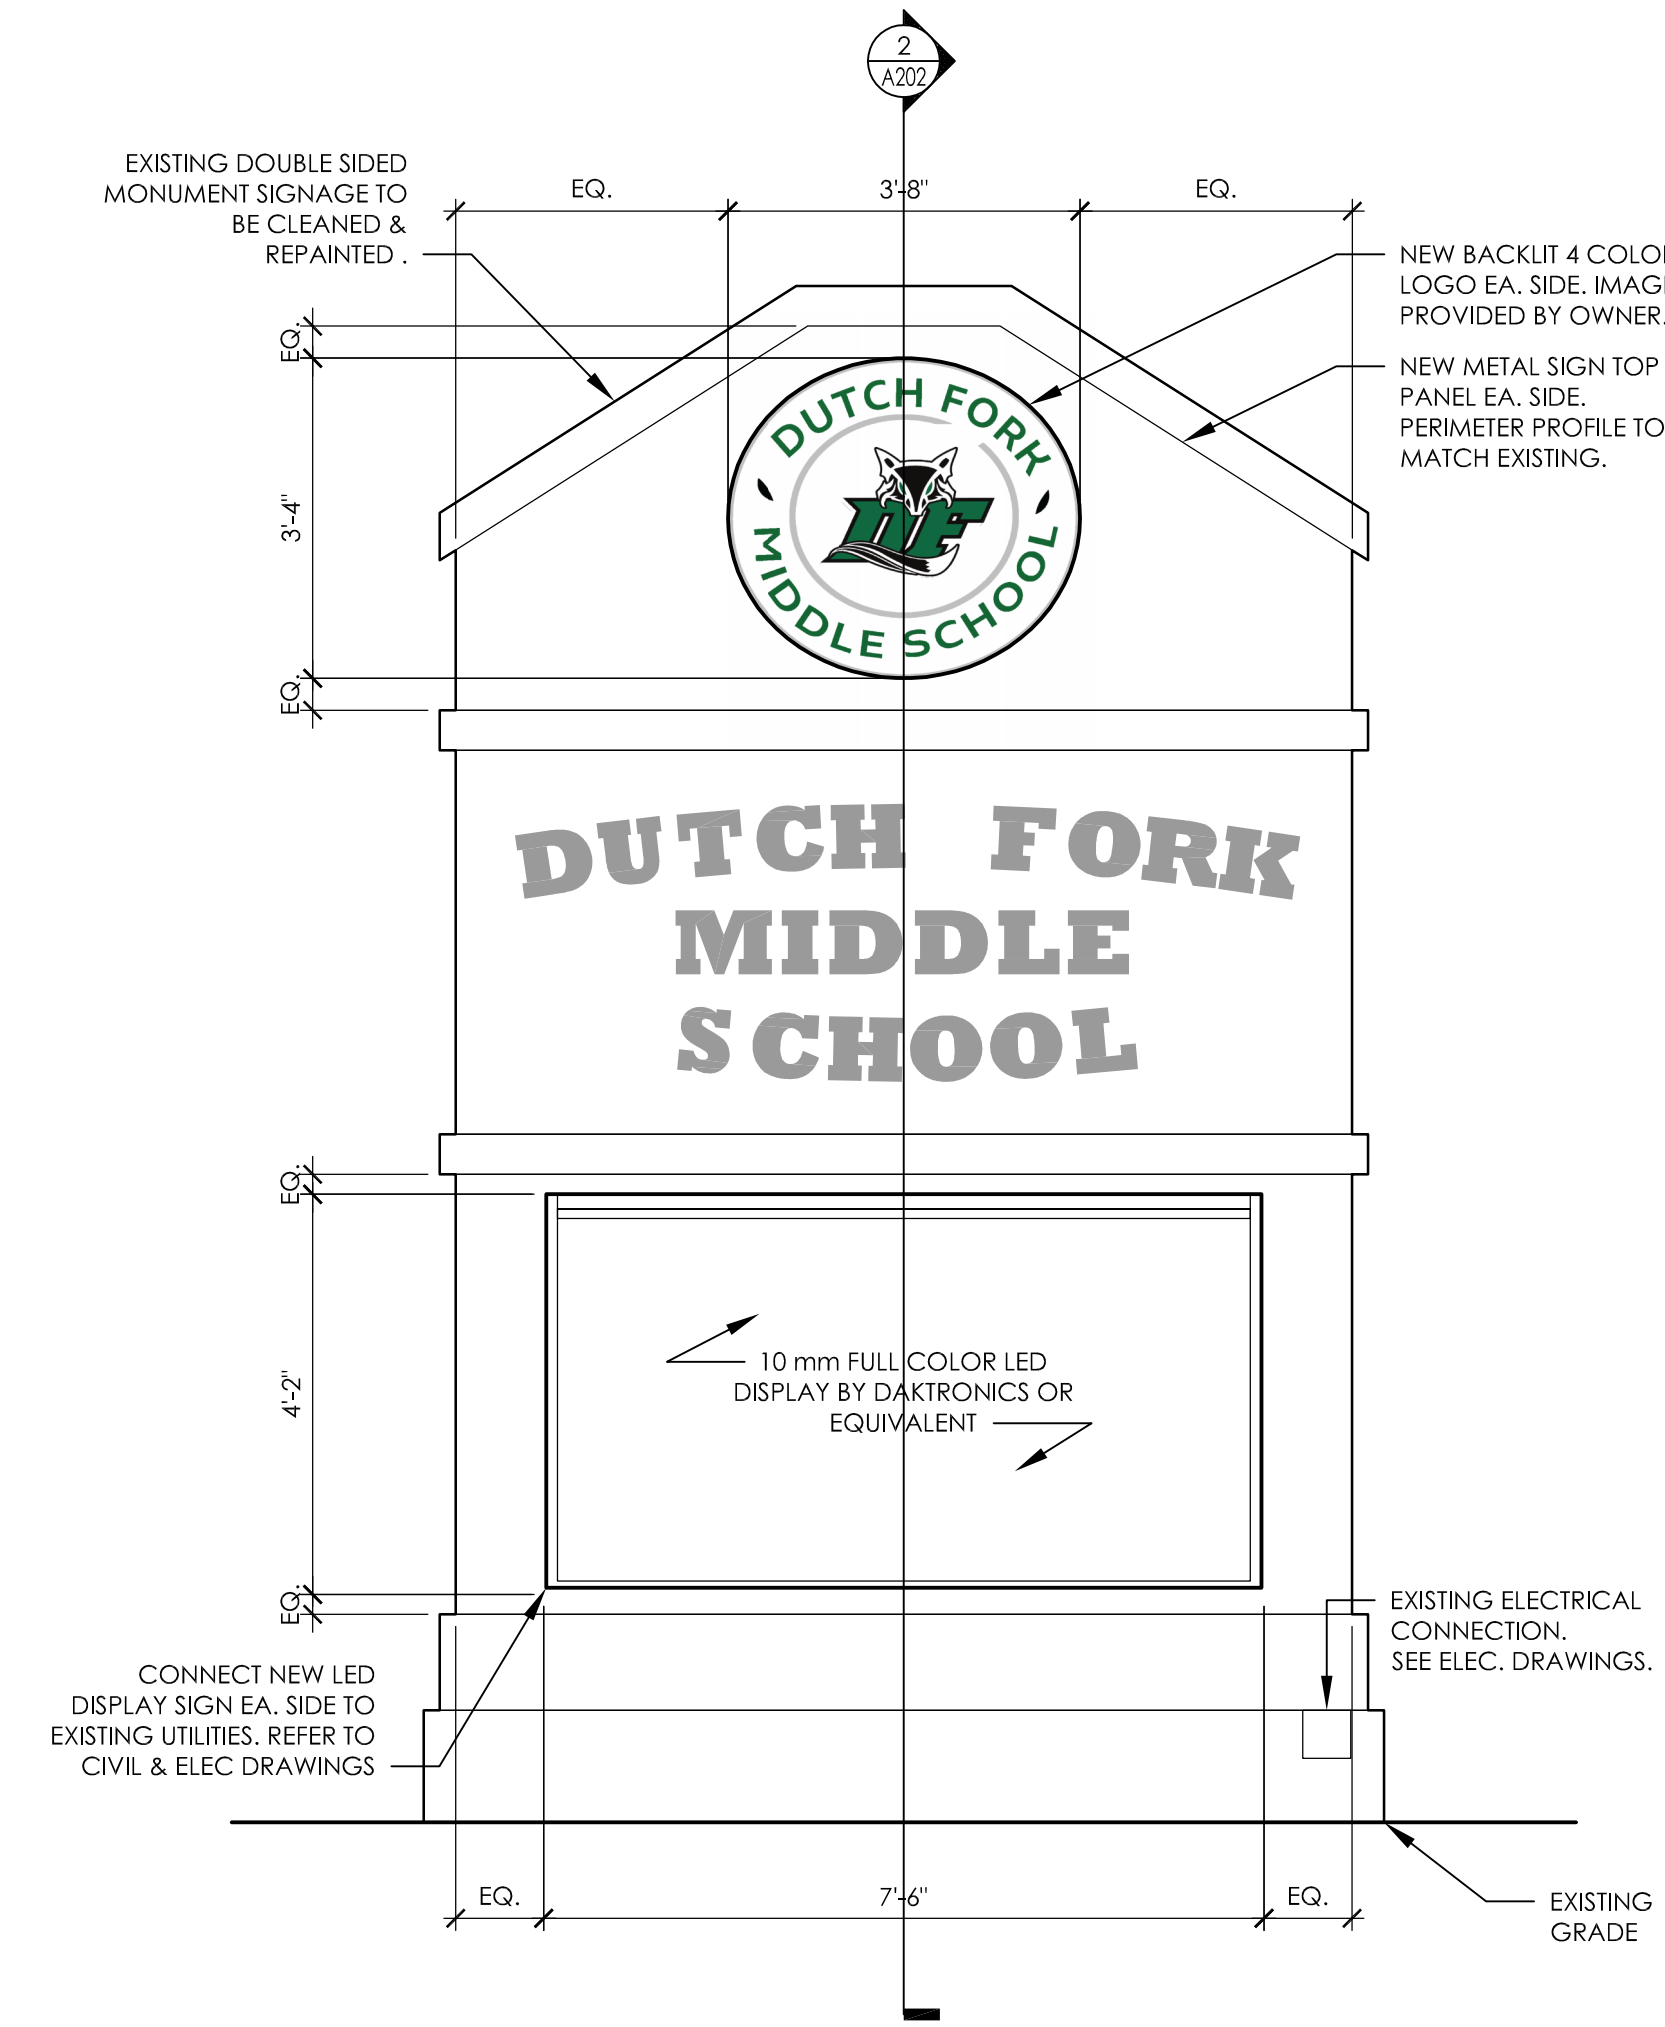 2
A202
EXISTING DOUBLE SIDED
MONUMENT SIGNAGE TO
BE CLEANED &
REPAINTED .
EQ.
3'-8"
EQ.
NEW BACKLIT 4 COLOR
LOGO EA. SIDE. IMAGE
PROVIDED BY OWNER.
NEW METAL SIGN TOP
PANEL EA. SIDE.
PERIMETER PROFILE TO
MATCH EXISTING.
EQ.
3'-4"
EQ.
DUTCH FORK
DF
MIDDLE SCHOOL
DUTCH FORK
MIDDLE
SCHOOL
EQ.
4'-2"
EQ.
10 mm FULL COLOR LED
DISPLAY BY DAKTRONICS OR
EQUIVALENT
EXISTING ELECTRICAL
CONNECTION.
SEE ELEC. DRAWINGS.
CONNECT NEW LED
DISPLAY SIGN EA. SIDE TO
EXISTING UTILITIES. REFER TO
CIVIL & ELEC DRAWINGS
EQ.
7'-6"
EQ.
EXISTING
GRADE